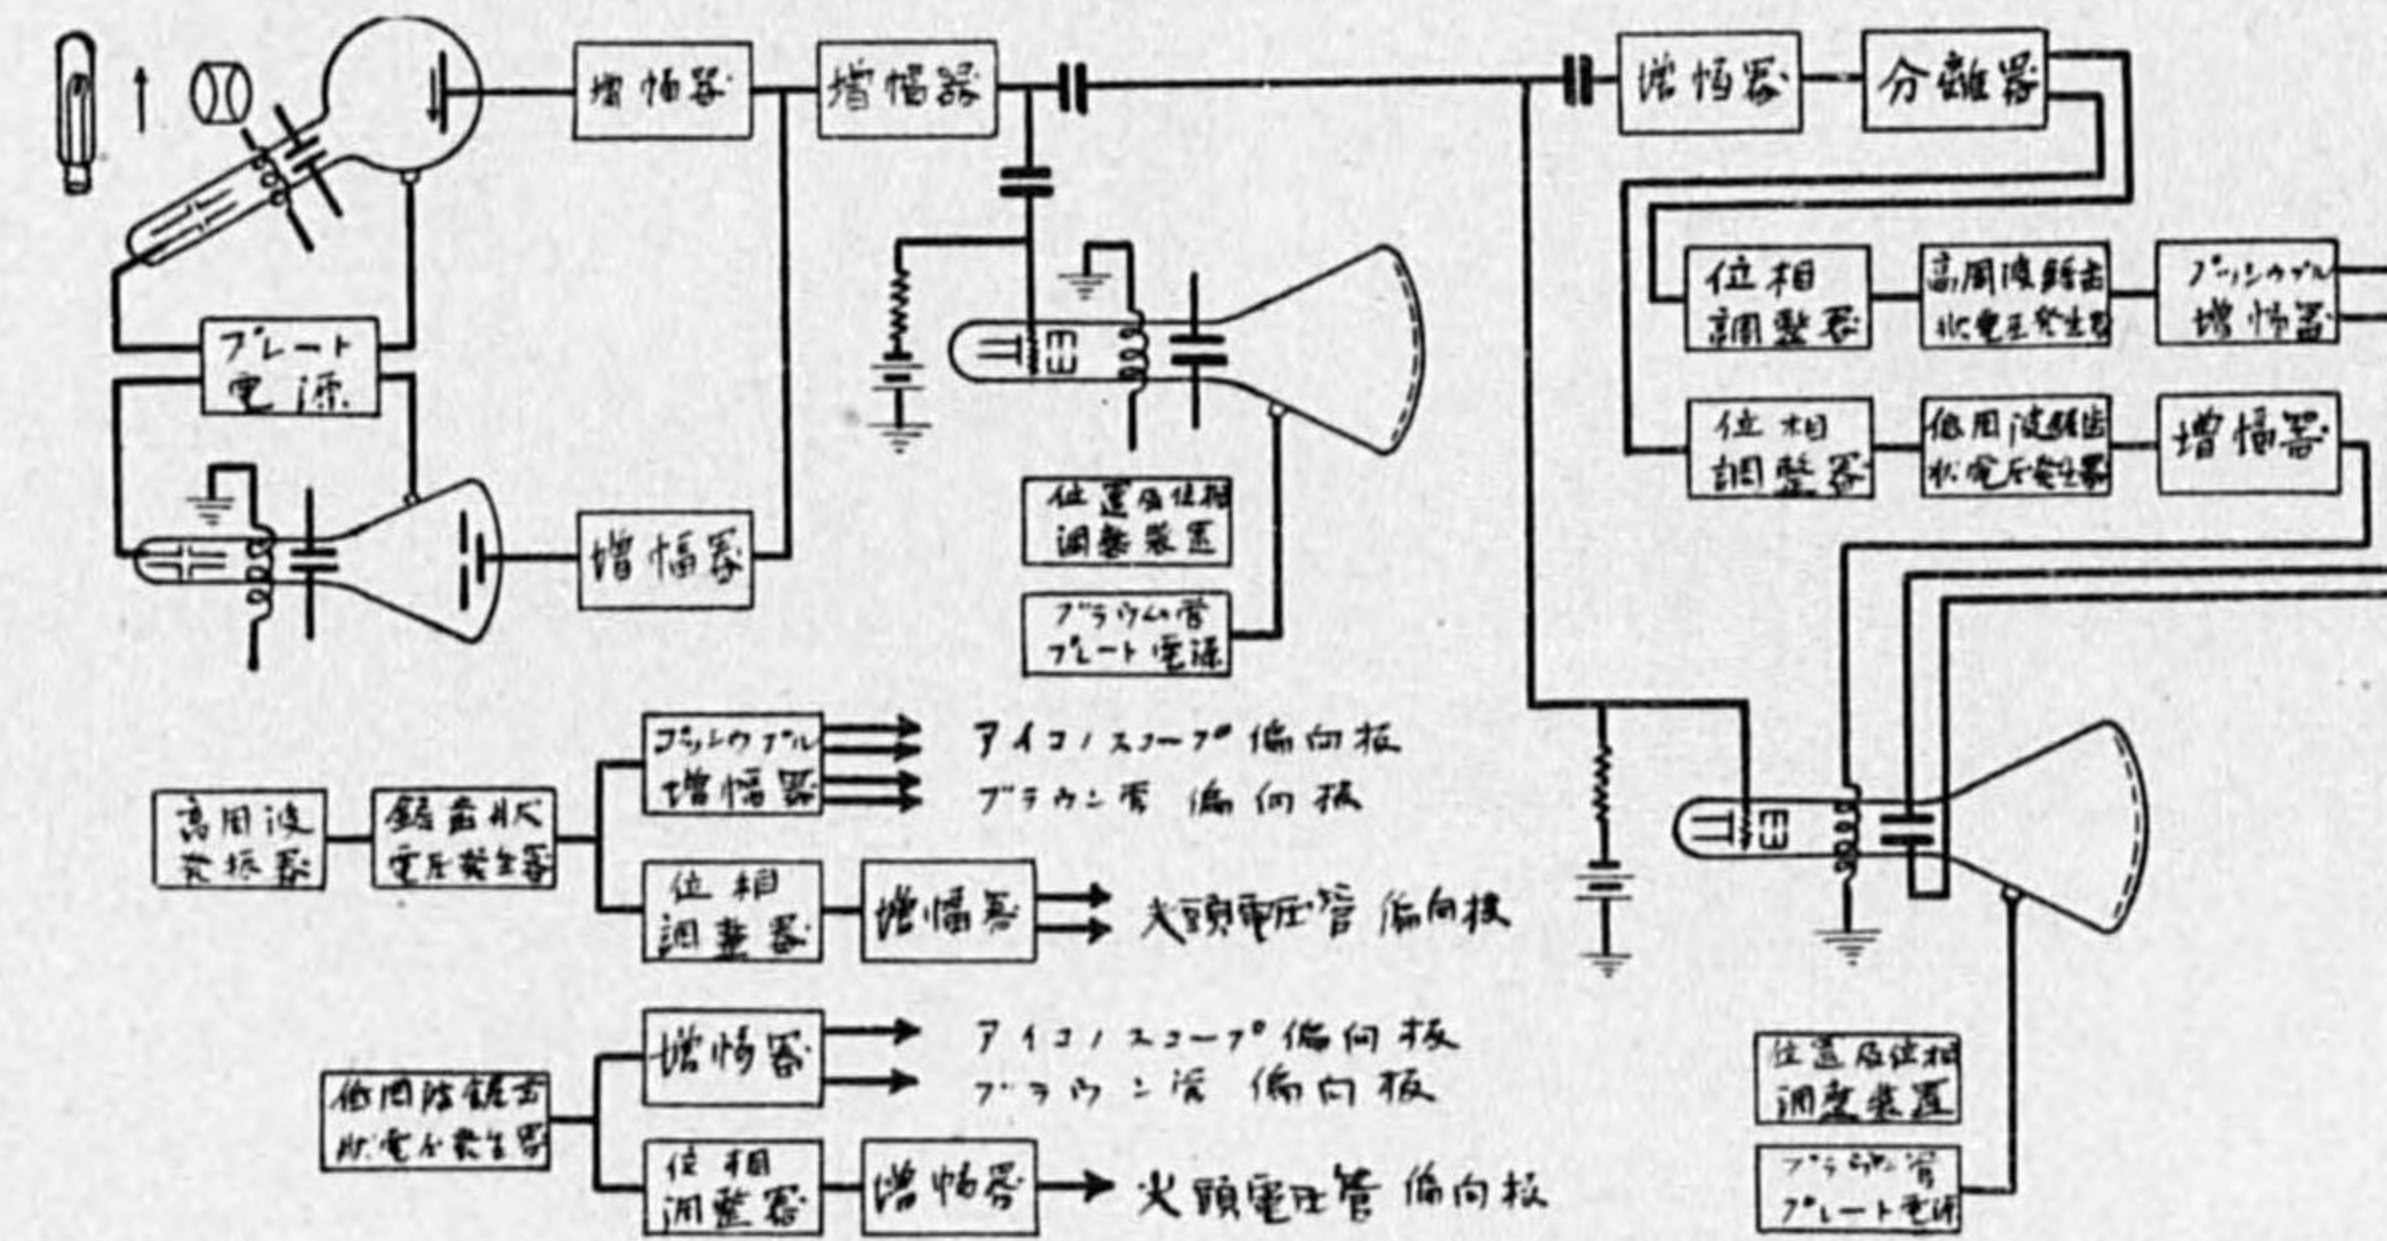 増幅器
増幅器
増幅器
分離器
プレート
電源
増幅器
位置及位相
調整装置
ブラウン管
プレート電源
位相
調整器
高周波鋸歯
状電圧発生器
プッシウプル
増幅器
位相
調整器
低周波鋸歯
状電圧発生器
増幅器
高周波
発振器
鋸歯状
電圧発生器
プッシウプル
増幅器
アイコノスコープ偏向板
ブラウン管 偏向板
位相
調整器
増幅器
尖頭電圧管 偏向板
低周波鋸歯
状電圧発生器
増幅器
アイコノスコープ偏向板
ブラウン管 偏向板
位相
調整器
増幅器
尖頭電圧管 偏向板
位置及位相
調整装置
ブラウン管
プレート電源